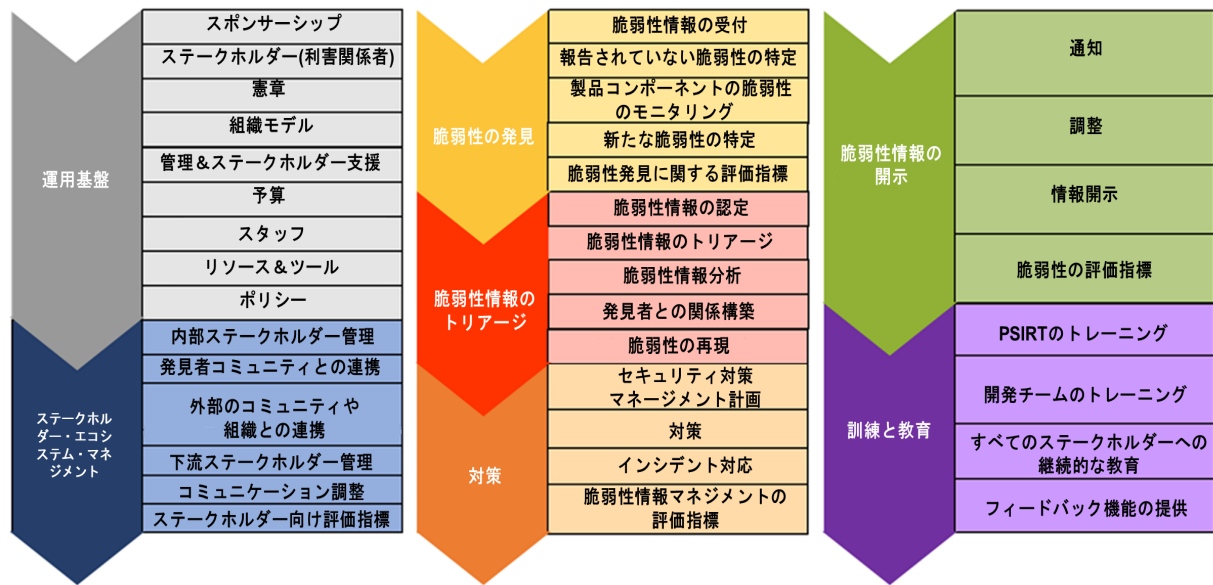 運用基盤
スポンサーシップ
ステークホルダー(利害関係者)
憲章
組織モデル
管理&ステークホルダー支援
予算
スタッフ
リソース&ツール
ポリシー
ステークホル
ダー・エコシ
ステム・マネ
ジメント
内部ステークホルダー管理
発見者コミュニティとの連携
外部のコミュニティや
組織との連携
下流ステークホルダー管理
コミュニケーション調整
ステークホルダー向け評価指標
脆弱性の発見
脆弱性情報の受付
報告されていない脆弱性の特定
製品コンポーネントの脆弱性
のモニタリング
新たな脆弱性の特定
脆弱性発見に関する評価指標
脆弱性情報の
トリアージ
脆弱性情報の認定
脆弱性情報のトリアージ
脆弱性情報分析
発見者との関係構築
脆弱性の再現
対策
セキュリティ対策
マネージメント計画
対策
インシデント対応
脆弱性情報マネジメントの
評価指標
脆弱性情報の
開示
通知
調整
情報開示
脆弱性の評価指標
訓練と教育
PSIRTのトレーニング
開発チームのトレーニング
すべてのステークホルダーへの
継続的な教育
フィードバック機能の提供